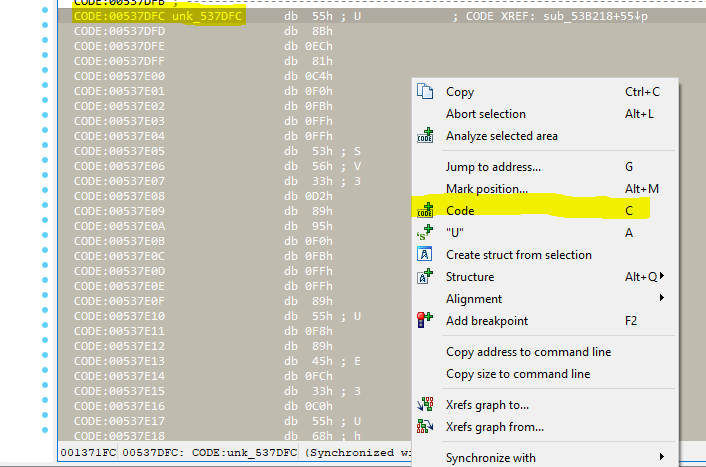 CODE:00537DFB ;
CODE:00537DFC unk_537DFC db 55h ; U ; CODE XREF: sub_53B218+55↓p
CODE:00537DFD db 8Bh
CODE:00537DFE db 0ECh
CODE:00537DFF db 81h
CODE:00537E00 db 0C4h
CODE:00537E01 db 0F0h
CODE:00537E02 db 0FBh
CODE:00537E03 db 0FFh
CODE:00537E04 db 0FFh
CODE:00537E05 db 53h ; S
CODE:00537E06 db 56h ; V
CODE:00537E07 db 33h ; 3
CODE:00537E08 db 0D2h
CODE:00537E09 db 89h
CODE:00537E0A db 95h
CODE:00537E0B db 0F0h
CODE:00537E0C db 0FBh
CODE:00537E0D db 0FFh
CODE:00537E0E db 0FFh
CODE:00537E0F db 89h
CODE:00537E10 db 55h ; U
CODE:00537E11 db 0F8h
CODE:00537E12 db 89h
CODE:00537E13 db 45h ; E
CODE:00537E14 db 0FCh
CODE:00537E15 db 33h ; 3
CODE:00537E16 db 0C0h
CODE:00537E17 db 55h ; U
CODE:00537E18 db 68h ; h
001371FC 00537DFC: CODE:unk_537DFC (Synchronized wi
Copy Ctrl+C
Abort selection Alt+L
Analyze selected area
Jump to address... G
Mark position... Alt+M
CODE Code C
"U" A
Create struct from selection
Structure Alt+Q
Alignment
Add breakpoint F2
Copy address to command line
Copy size to command line
Xrefs graph to...
Xrefs graph from...
Synchronize with